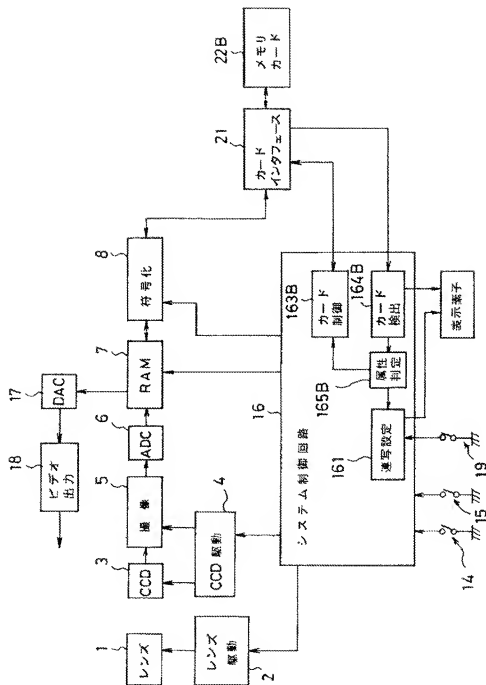 1
レンズ
2
レンズ
駆動
3
CCD
4
CCD 駆動
5
撮像
6
ADC
7
RAM
8
符号化
17
DAC
18
ビデオ
出力
21
カード
インタフェース
22B
メモリ
カード
16
システム制御回路
163B
カード
制御
164B
カード
検出
165B
属性
判定
161
連写設定
表示素子
14
15
19